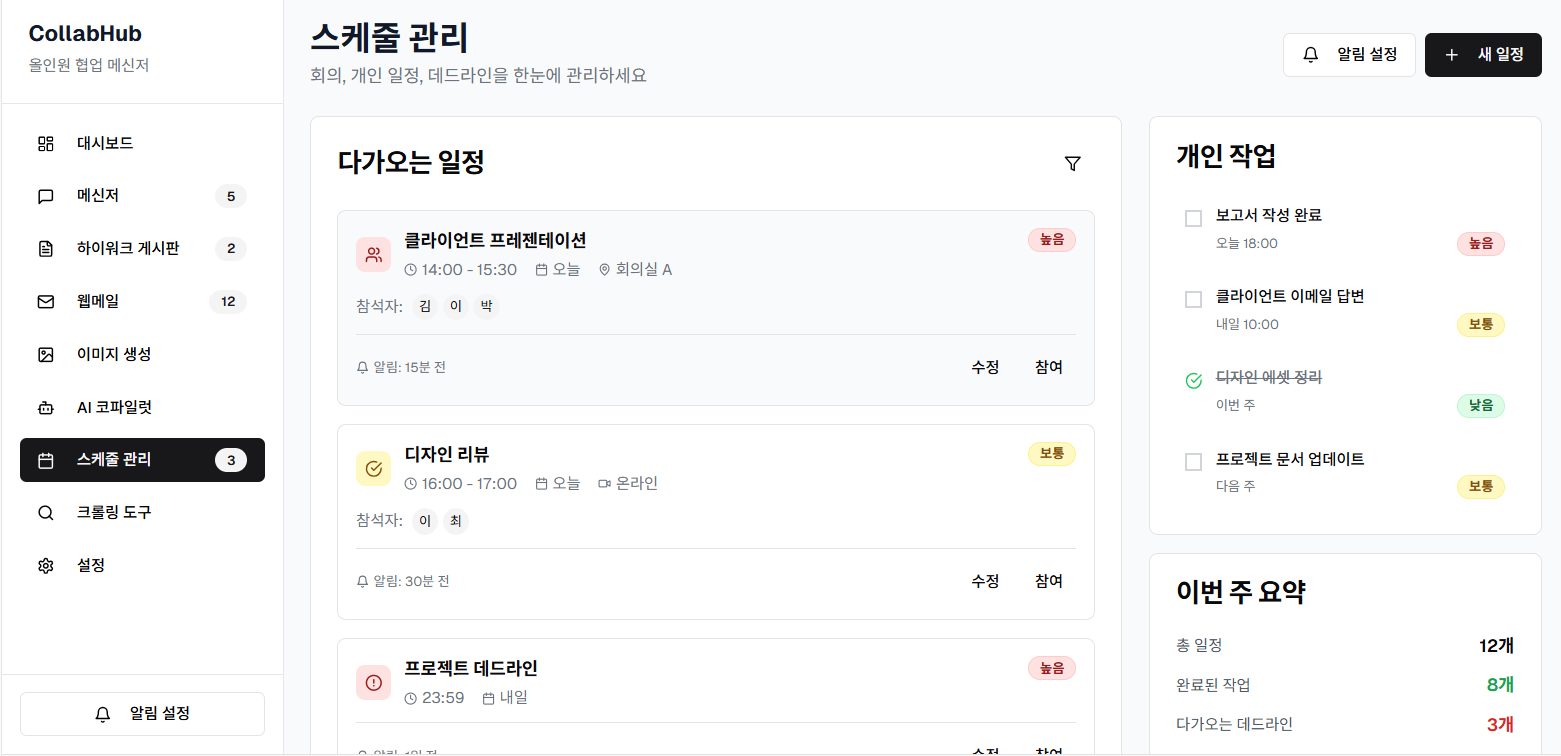 CollabHub
올인원 협업 메신저
대시보드
메신저 5
하이워크 게시판 2
웹메일 12
이미지 생성
AI 코파일럿
스케줄 관리 3
크롤링 도구
설정
알림 설정
스케줄 관리
회의, 개인 일정, 데드라인을 한눈에 관리하세요
알림 설정
새 일정
다가오는 일정
클라이언트 프레젠테이션 높음
14:00 - 15:30 오늘 회의실 A
참석자: 김 이 박
알림: 15분 전 수정 참여
디자인 리뷰 보통
16:00 - 17:00 오늘 온라인
참석자: 이 최
알림: 30분 전 수정 참여
프로젝트 데드라인 높음
23:59 내일
알림: 1일 전 수정 참여
개인 작업
보고서 작성 완료
오늘 18:00 높음
클라이언트 이메일 답변
내일 10:00 보통
디자인 에셋 정리
이번 주 낮음
프로젝트 문서 업데이트
다음 주 보통
이번 주 요약
총 일정 12개
완료된 작업 8개
다가오는 데드라인 3개